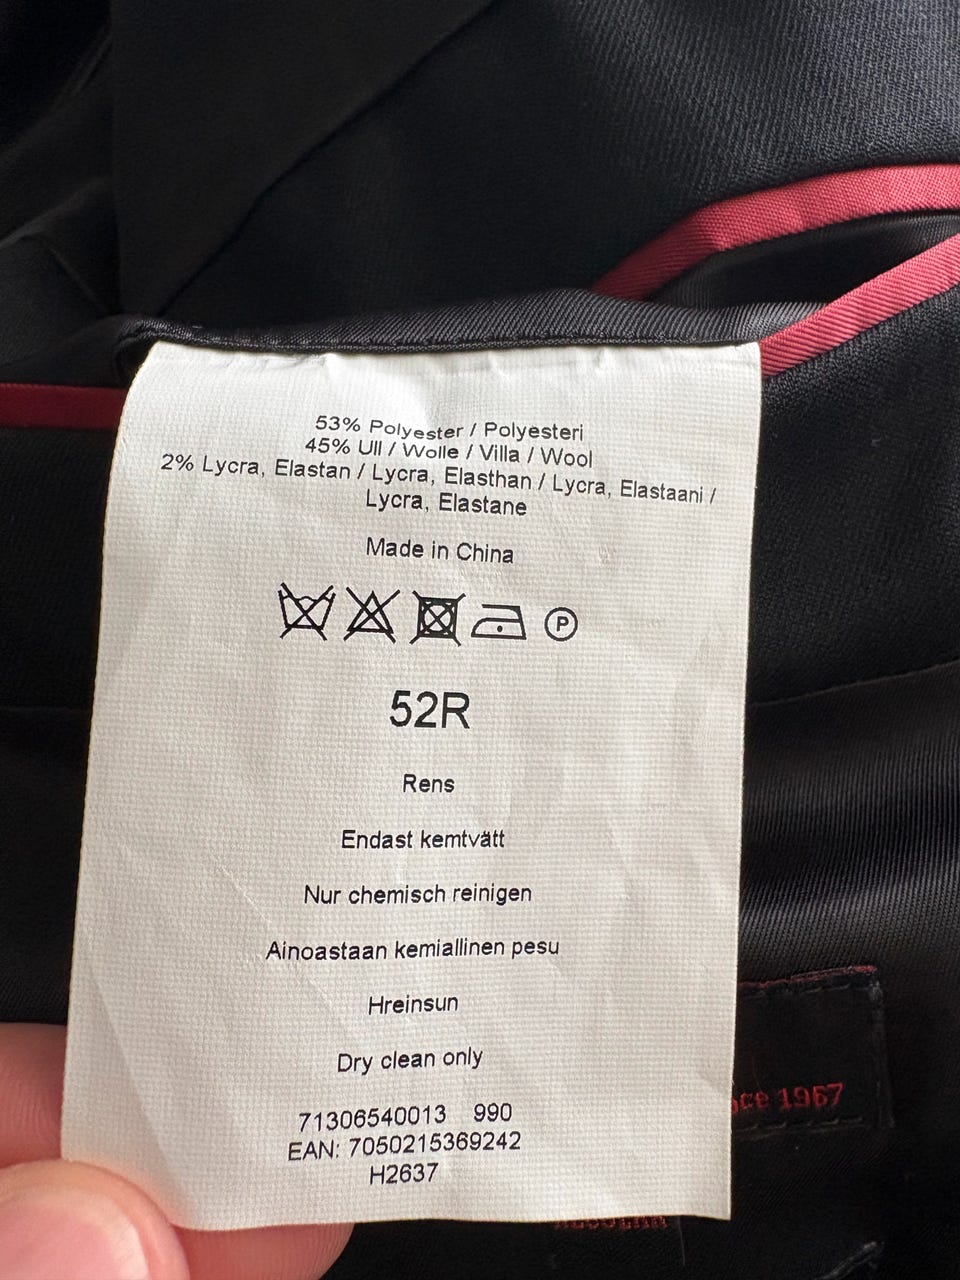 53% Polyester / Polyesteri
45% Ull / Wolle / Villa / Wool
2% Lycra, Elastan / Lycra, Elasthan / Lycra, Elastaani /
Lycra, Elastane
Made in China
P
52R
Rens
Endast kemtvätt
Nur chemisch reinigen
Ainoastaan kemiallinen pesu
Hreinsun
Dry clean only
71306540013 990
EAN: 7050215369242
H2637
1967